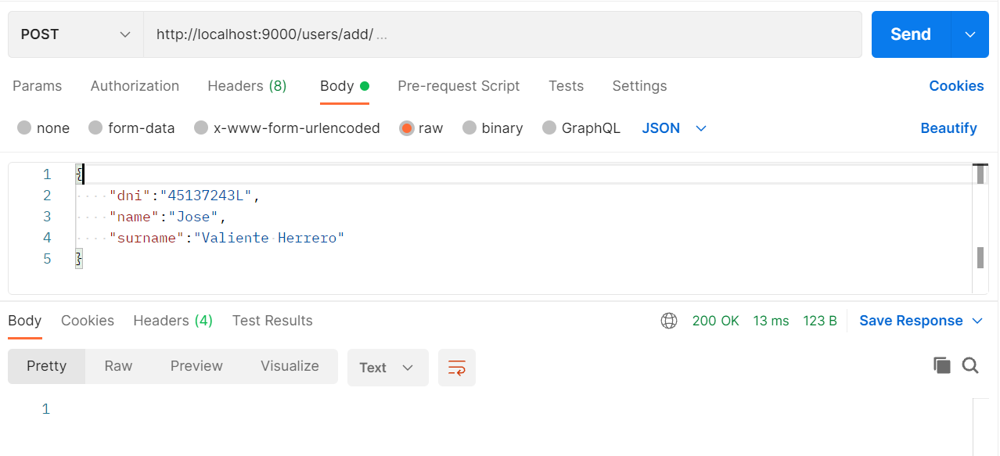 POST http://localhost:9000/users/add/ ... Send
Params Authorization Headers (8) Body Pre-request Script Tests Settings Cookies
none form-data x-www-form-urlencoded raw binary GraphQL JSON Beautify
1 {
2 ····"dni":"45137243L",
3 ····"name":"Jose",
4 ····"surname":"Valiente·Herrero"
5 }
Body Cookies Headers (4) Test Results 200 OK 13 ms 123 B Save Response
Pretty Raw Preview Visualize Text
1